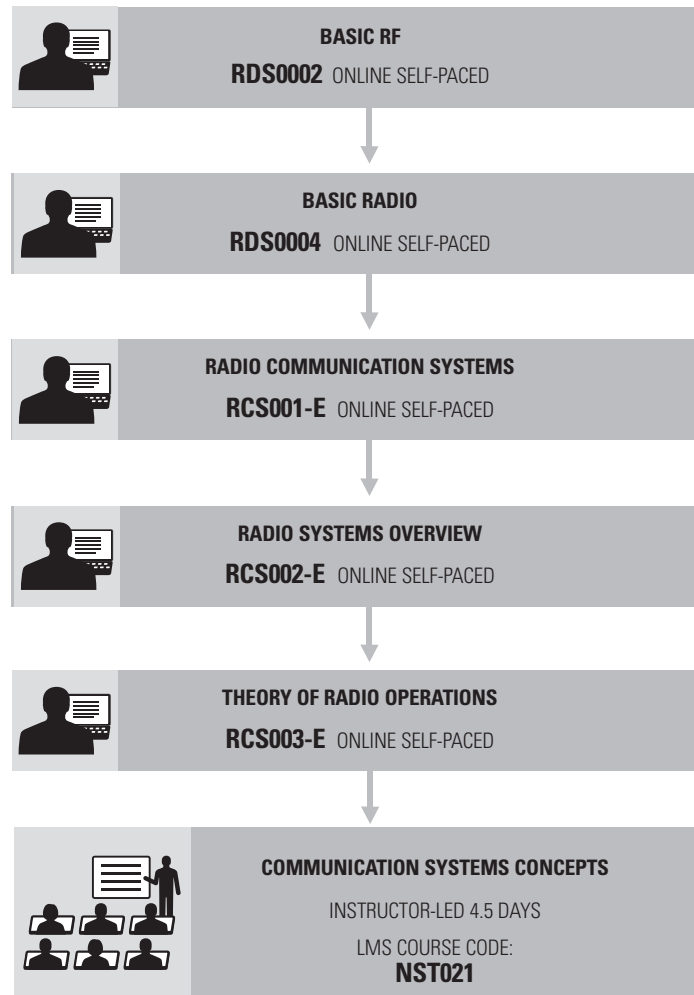 BASIC RF
RDS0002 ONLINE SELF-PACED
BASIC RADIO
RDS0004 ONLINE SELF-PACED
RADIO COMMUNICATION SYSTEMS
RCS001-E ONLINE SELF-PACED
RADIO SYSTEMS OVERVIEW
RCS002-E ONLINE SELF-PACED
THEORY OF RADIO OPERATIONS
RCS003-E ONLINE SELF-PACED
COMMUNICATION SYSTEMS CONCEPTS
INSTRUCTOR-LED 4.5 DAYS
LMS COURSE CODE:
NST021